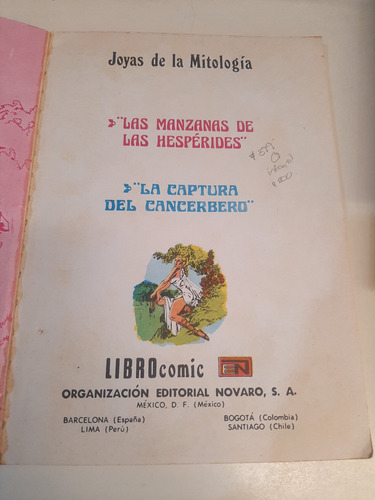 Joyas de la Mitología
"LAS MANZANAS DE
LAS HESPÉRIDES"
"LA CAPTURA
DEL CANCERBERO"
LIBROcomic EN
ORGANIZACIÓN EDITORIAL NOVARO, S. A.
MÉXICO, D. F. (México)
BARCELONA (España) BOGOTÁ (Colombia)
LIMA (Perú) SANTIAGO (Chile)